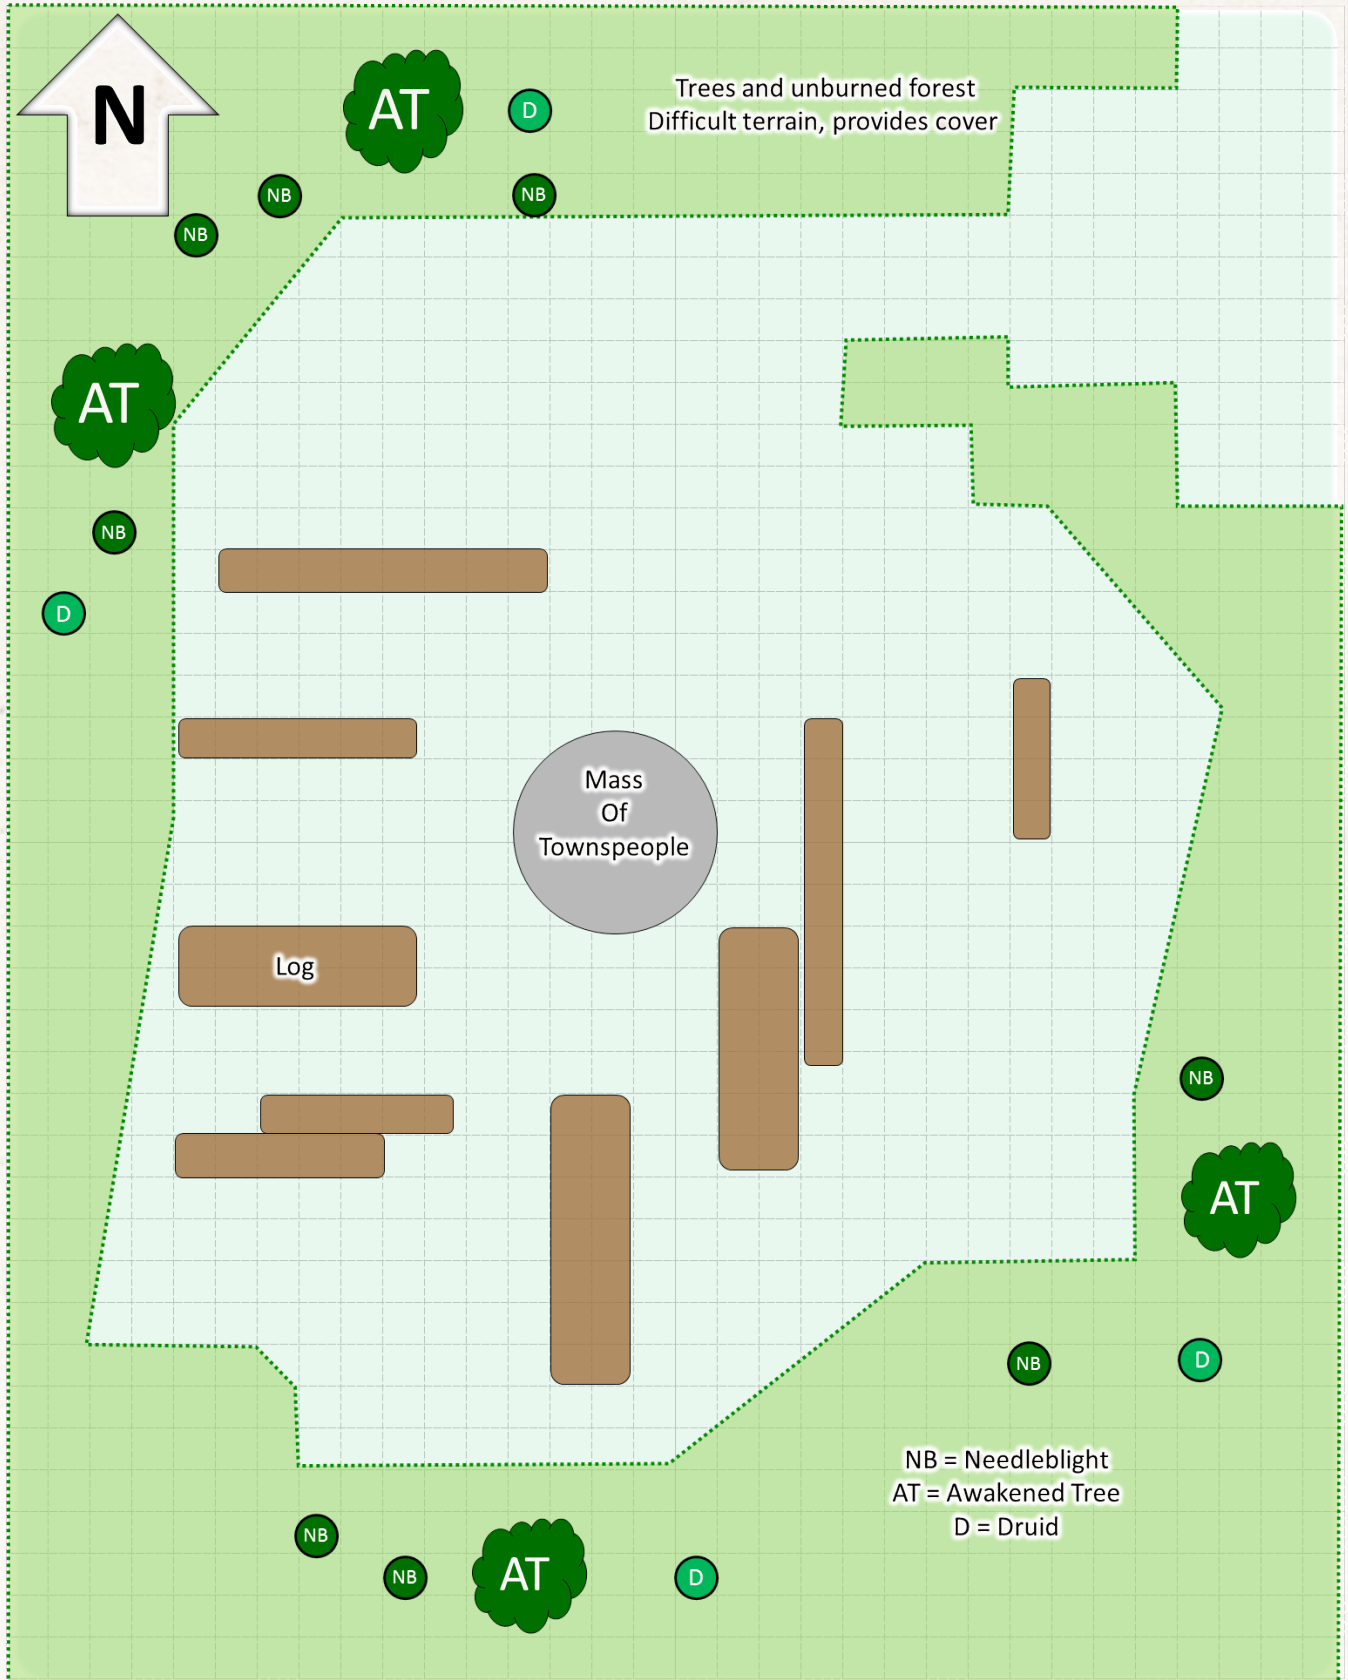 N
AT
D
Trees and unburned forest
Difficult terrain, provides cover
NB
NB
NB
AT
NB
D
Mass
Of
Townspeople
Log
NB
AT
NB
D
NB = Needleblight
AT = Awakened Tree
D = Druid
NB
NB
AT
D